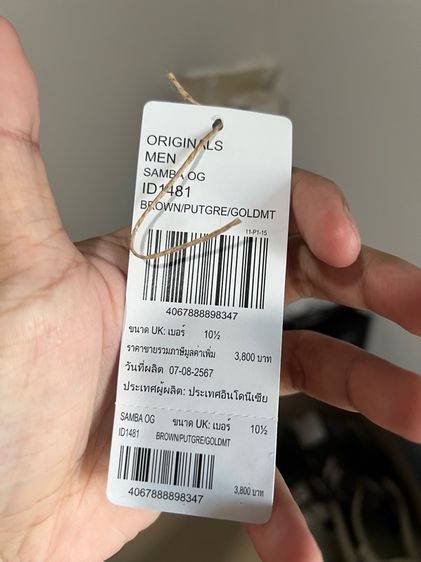 ORIGINALS
MEN
SAMBA OG
ID1481
BROWN/PUTGRE/GOLDMT
11-P1-15
4067888898347
ขนาด UK: เบอร์ 10½
ราคาขายรวมภาษีมูลค่าเพิ่ม 3,800 บาท
วันที่ผลิต 07-08-2567
ประเทศผู้ผลิต: ประเทศอินโดนีเซีย
SAMBA OG ขนาด UK: เบอร์ 10½
ID1481 BROWN/PUTGRE/GOLDMT
4067888898347 3,800 บาท